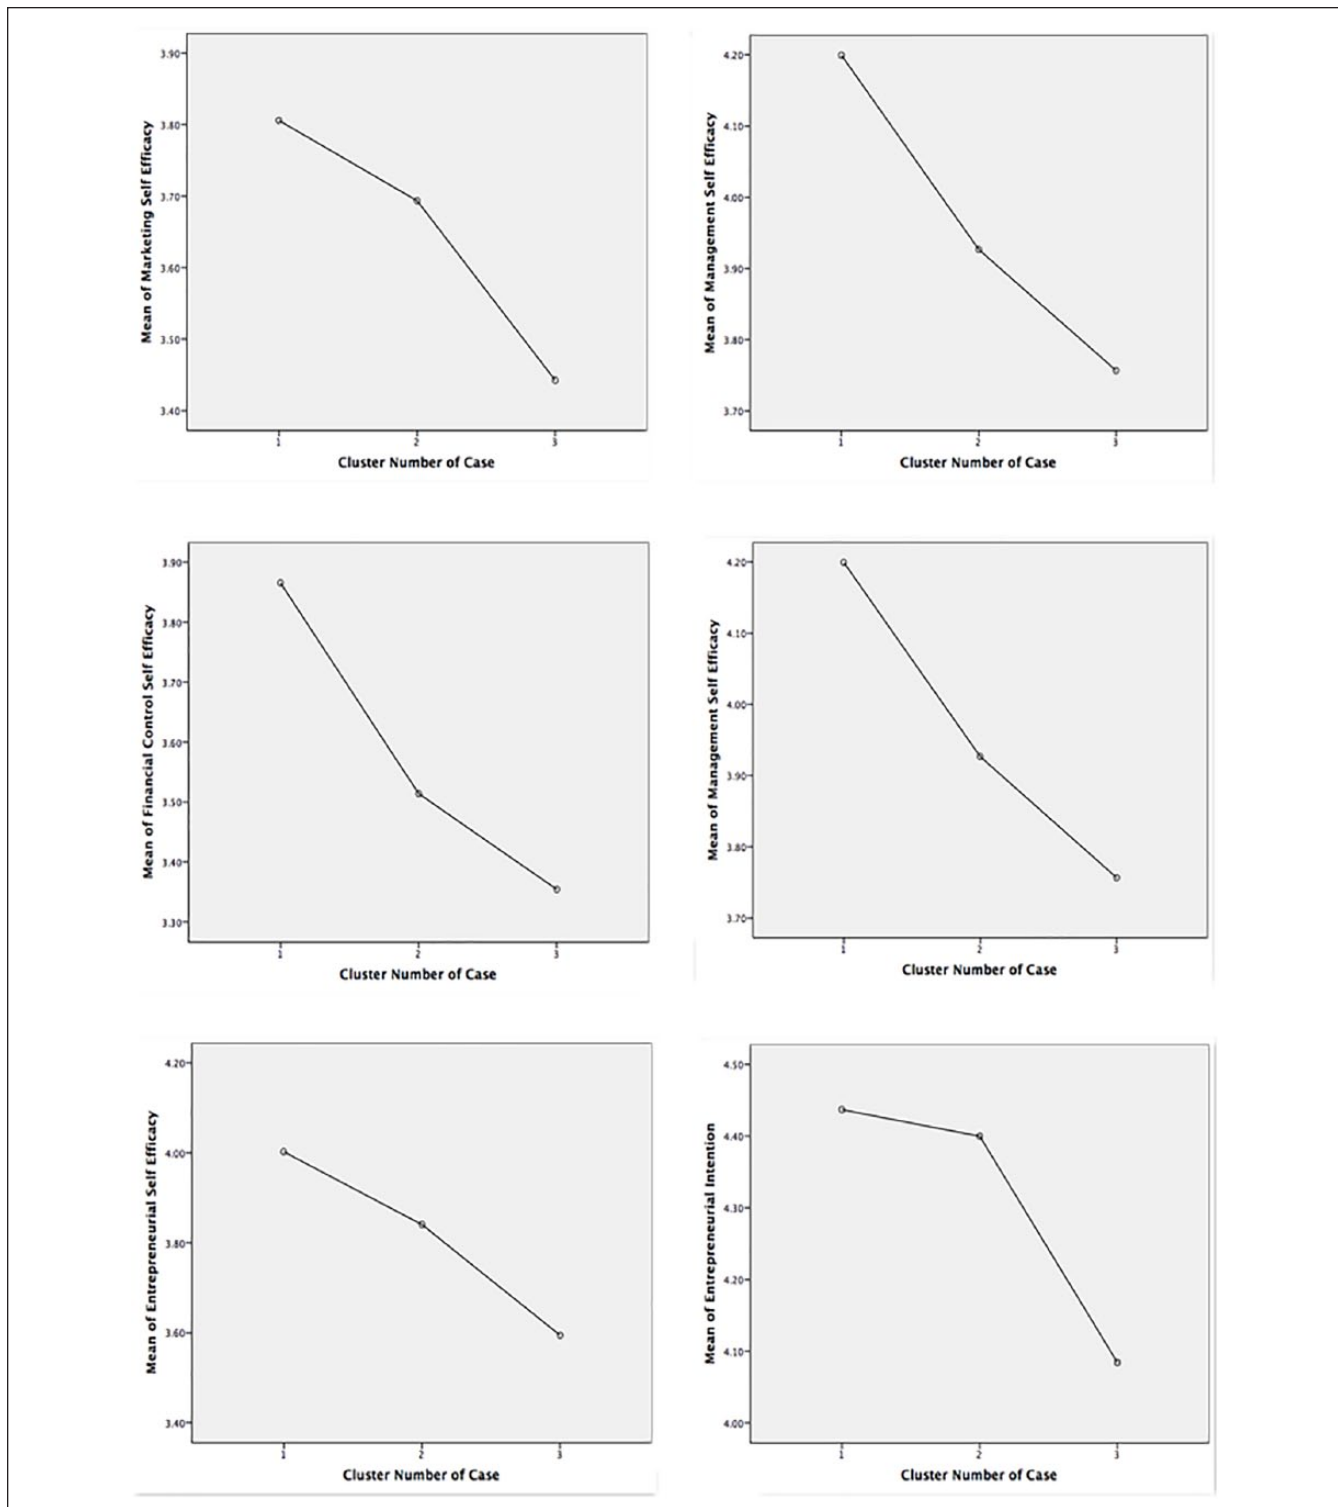 Mean of Marketing Self Efficacy
3.90
3.80
3.70
3.60
3.50
3.40
1 2 3
Cluster Number of Case
Mean of Management Self Efficacy
4.20
4.10
4.00
3.90
3.80
3.70
1 2 3
Cluster Number of Case
Mean of Financial Control Self Efficacy
3.90
3.80
3.70
3.60
3.50
3.40
3.30
1 2 3
Cluster Number of Case
Mean of Management Self Efficacy
4.20
4.10
4.00
3.90
3.80
3.70
1 2 3
Cluster Number of Case
Mean of Entrepreneurial Self Efficacy
4.20
4.00
3.80
3.60
3.40
1 2 3
Cluster Number of Case
Mean of Entrepreneurial Intention
4.50
4.40
4.30
4.20
4.10
4.00
1 2 3
Cluster Number of Case